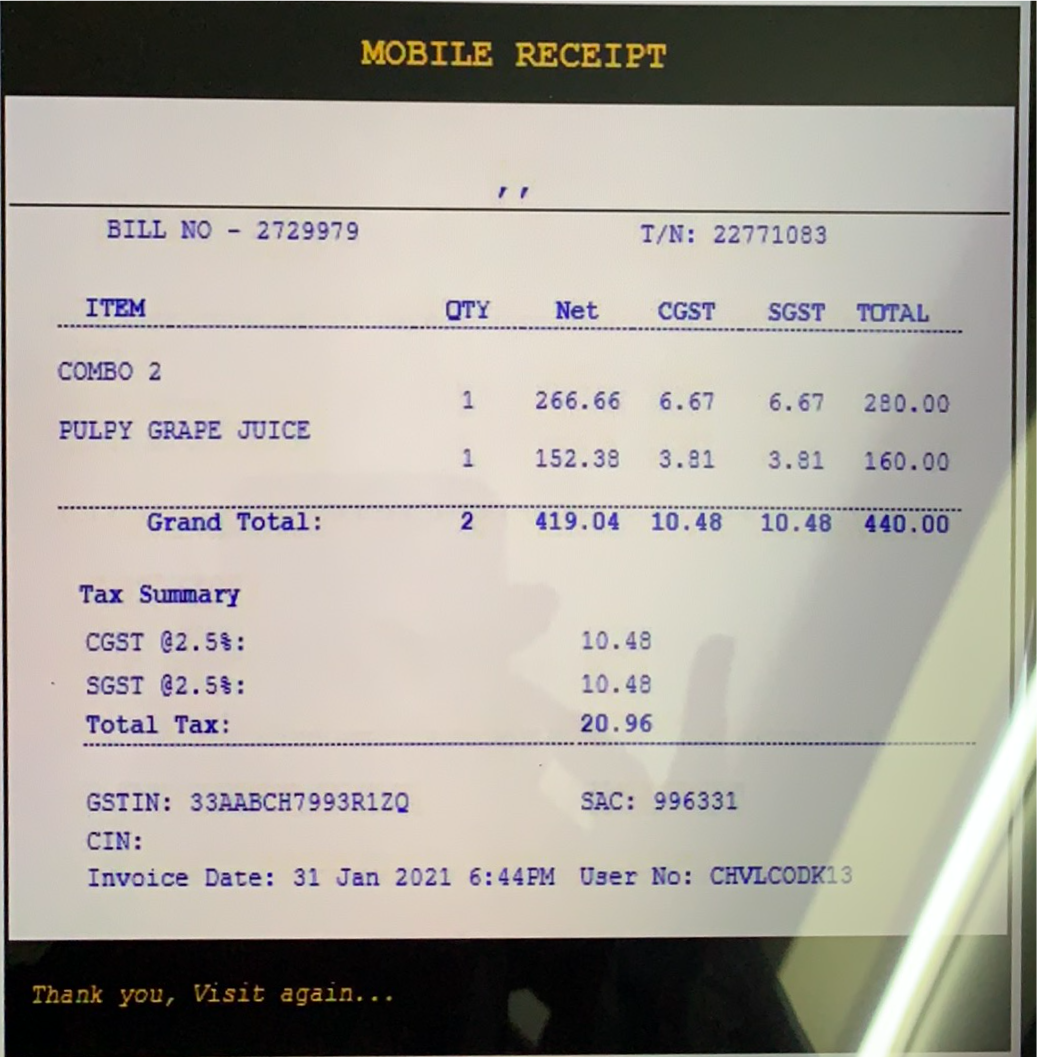 MOBILE RECEIPT
, ,
BILL NO - 2729979 T/N: 22771083
ITEM QTY Net CGST SGST TOTAL
COMBO 2
1 266.66 6.67 6.67 280.00
PULPY GRAPE JUICE
1 152.38 3.81 3.81 160.00
Grand Total: 2 419.04 10.48 10.48 440.00
Tax Summary
CGST @2.5%: 10.48
SGST @2.5%: 10.48
Total Tax: 20.96
GSTIN: 33AABCH7993R1ZQ SAC: 996331
CIN:
Invoice Date: 31 Jan 2021 6:44PM User No: CHVLCODK13
Thank you, Visit again...